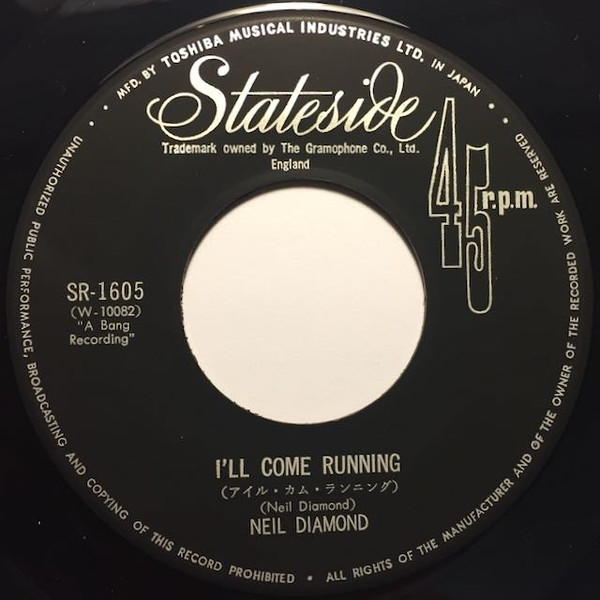 MFD. BY TOSHIBA MUSICAL INDUSTRIES LTD. IN JAPAN
Stateside
Trademark owned by The Gramophone Co., Ltd.
England
45 r.p.m.
SR-1605
(W-10082)
"A Bang
Recording"
I'LL COME RUNNING
(アイル・カム・ランニング)
(Neil Diamond)
NEIL DIAMOND
UNAUTHORIZED PUBLIC PERFORMANCE, BROADCASTING AND COPYING OF THIS RECORD PROHIBITED • ALL RIGHTS OF THE MANUFACTURER AND OF THE OWNER OF THE RECORDED WORK ARE RESERVED